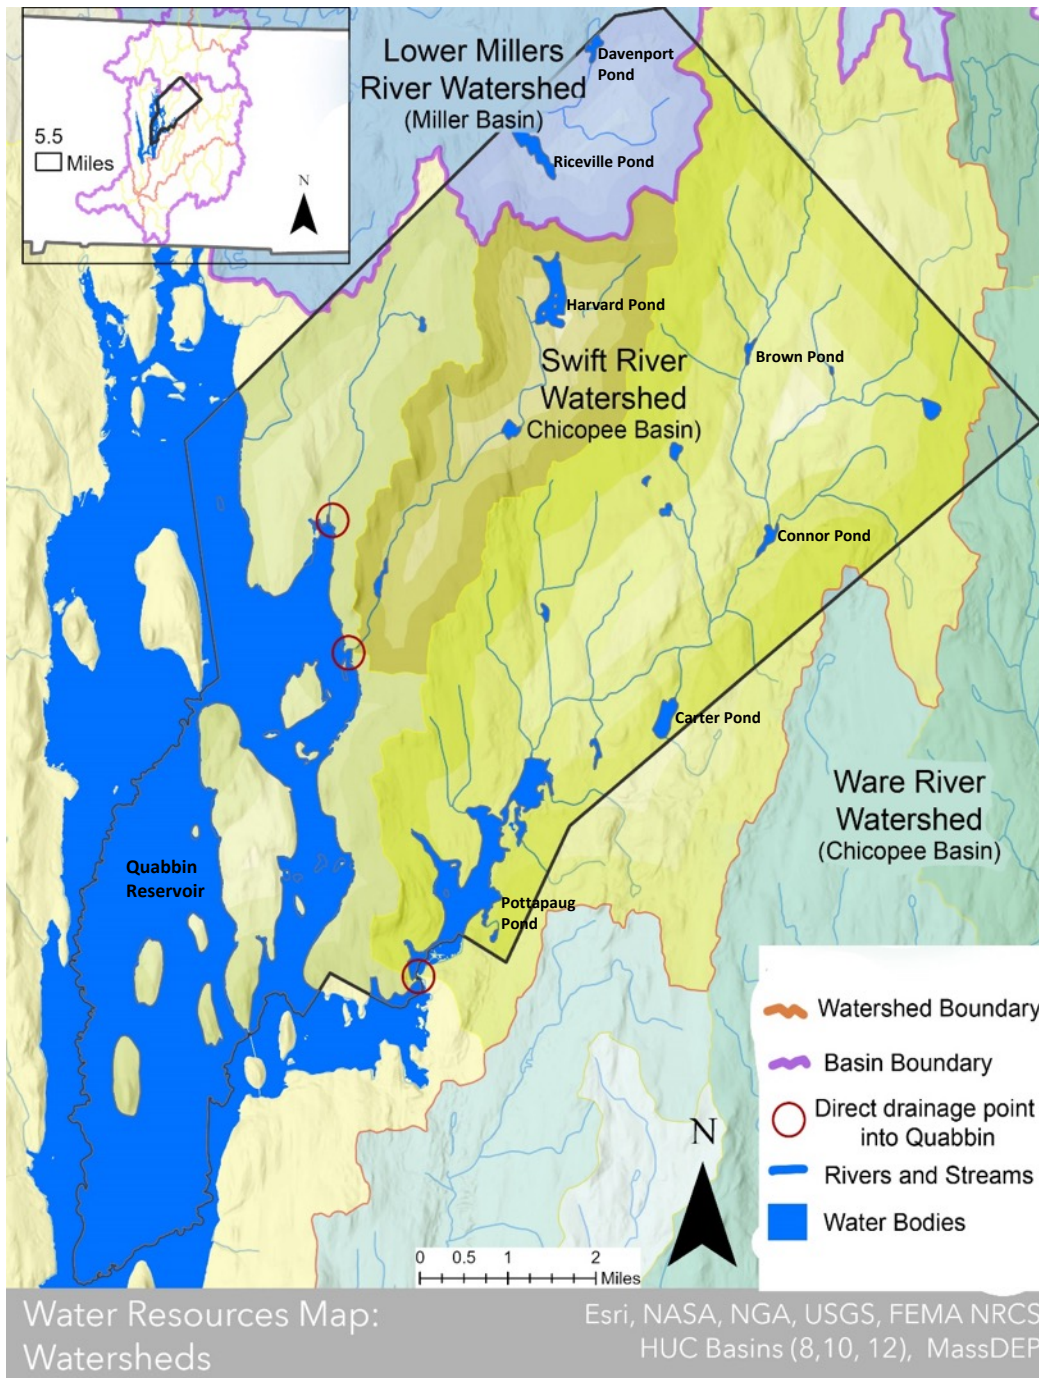 5.5
Miles
N
Lower Millers
River Watershed
(Miller Basin)
Davenport
Pond
Riceville Pond
Harvard Pond
Swift River
Watershed
Chicopee Basin)
Brown Pond
Connor Pond
Carter Pond
Ware River
Watershed
(Chicopee Basin)
Quabbin
Reservoir
Pottapaug
Pond
Watershed Boundary
Basin Boundary
Direct drainage point
into Quabbin
Rivers and Streams
Water Bodies
N
0 0.5 1 2
Miles
Water Resources Map:
Watersheds
Esri, NASA, NGA, USGS, FEMA NRCS
HUC Basins (8,10, 12), MassDEP